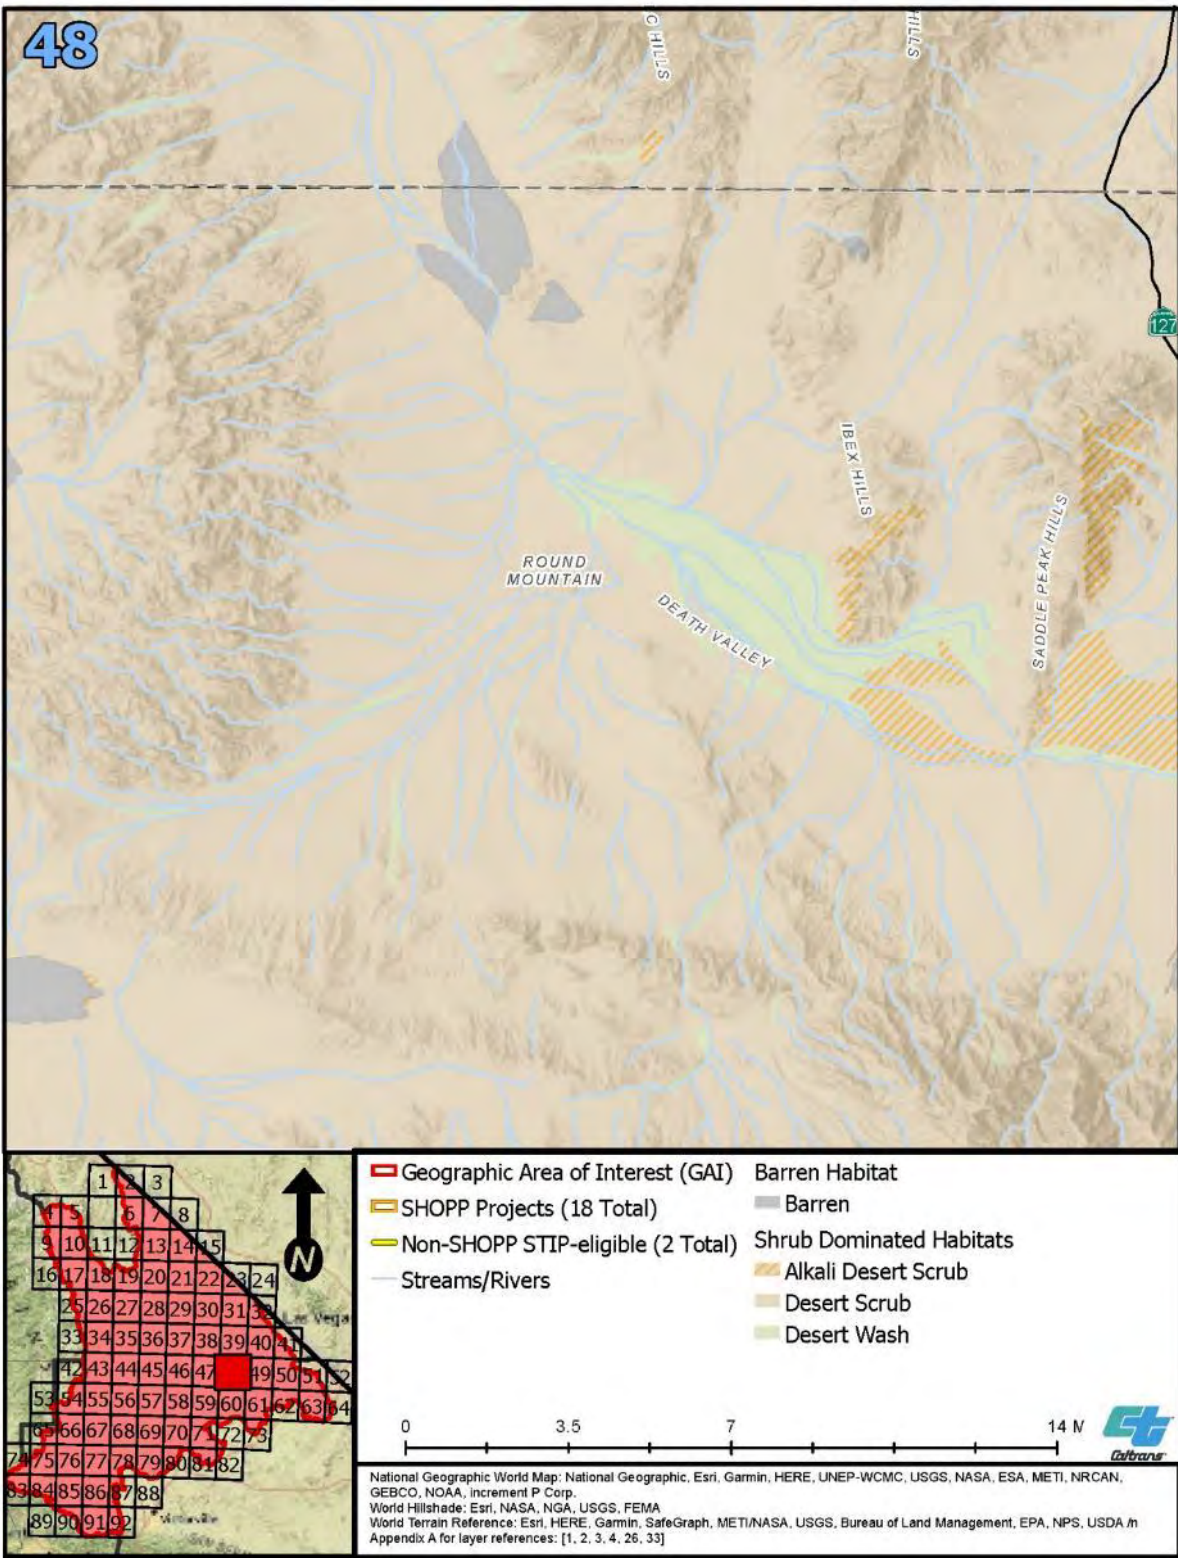 48
C HILLS
HILLS
127
IBEX HILLS
SADDLE PEAK HILLS
ROUND
MOUNTAIN
DEATH VALLEY
1 2 3
4 5 6 7 8
9 10 11 12 13 14 15
16 17 18 19 20 21 22 23 24
25 26 27 28 29 30 31 32
Las Vega
33 34 35 36 37 38 39 40 41
42 43 44 45 46 47 49 50 51 52
53 54 55 56 57 58 59 60 61 62 63 64
65 66 67 68 69 70 71 72 73
74 75 76 77 78 79 80 81 82
83 84 85 86 87 88
89 90 91 92
Victorville
N
Geographic Area of Interest (GAI)
SHOPP Projects (18 Total)
Non-SHOPP STIP-eligible (2 Total)
Streams/Rivers
Barren Habitat
Barren
Shrub Dominated Habitats
Alkali Desert Scrub
Desert Scrub
Desert Wash
0 3.5 7 14 M
Caltrans
National Geographic World Map: National Geographic, Esri, Garmin, HERE, UNEP-WCMC, USGS, NASA, ESA, METI, NRCAN,
GEBCO, NOAA, increment P Corp.
World Hillshade: Esri, NASA, NGA, USGS, FEMA
World Terrain Reference: Esri, HERE, Garmin, SafeGraph, METI/NASA, USGS, Bureau of Land Management, EPA, NPS, USDA /n
Appendix A for layer references: [1, 2, 3, 4, 26, 33]